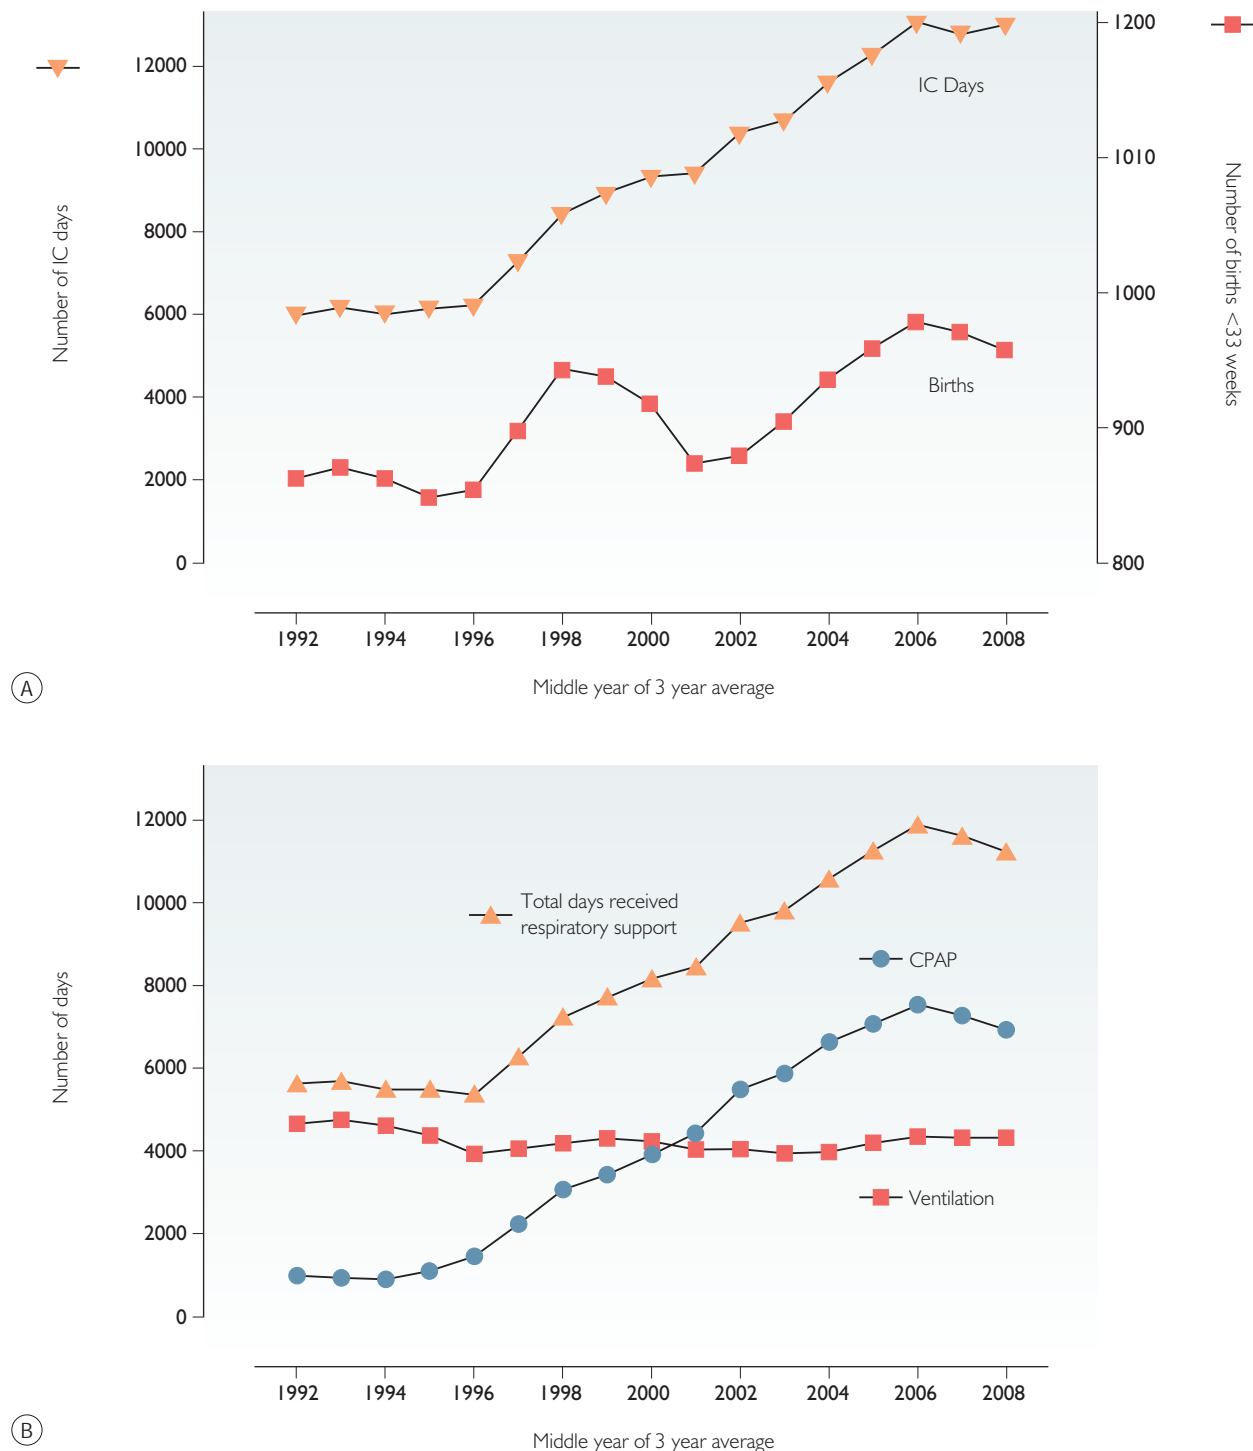 1200
12000
IC Days
10000
1010
8000
Number of IC days
Number of births <33 weeks
6000
1000
4000
Births
900
2000
0
800
1992 1994 1996 1998 2000 2002 2004 2006 2008
A
Middle year of 3 year average
12000
10000
Total days received
respiratory support
CPAP
8000
Number of days
6000
4000
Ventilation
2000
0
1992 1994 1996 1998 2000 2002 2004 2006 2008
B
Middle year of 3 year average